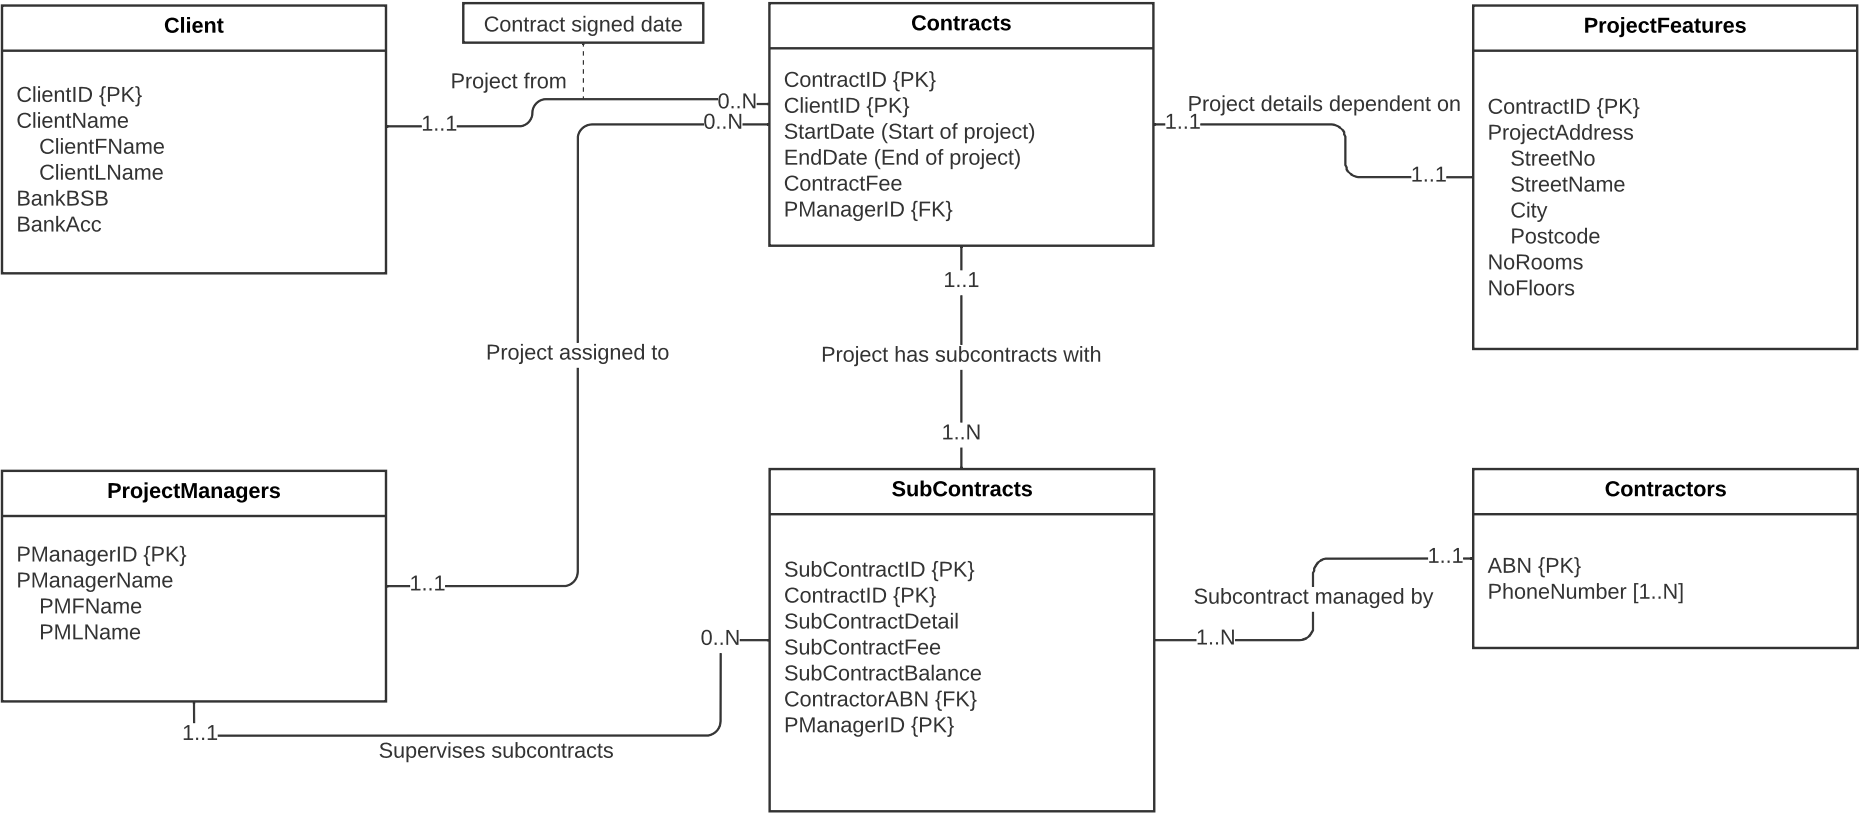 Client
ClientID {PK}
ClientName
ClientFName
ClientLName
BankBSB
BankAcc
Contract signed date
Project from
1..1
0..N
0..N
Contracts
ContractID {PK}
ClientID {PK}
StartDate (Start of project)
EndDate (End of project)
ContractFee
PManagerID {FK}
Project details dependent on
1..1
1..1
ProjectFeatures
ContractID {PK}
ProjectAddress
StreetNo
StreetName
City
Postcode
NoRooms
NoFloors
Project assigned to
1..1
Project has subcontracts with
1..N
ProjectManagers
PManagerID {PK}
PManagerName
PMFName
PMLName
1..1
1..1
Supervises subcontracts
0..N
SubContracts
SubContractID {PK}
ContractID {PK}
SubContractDetail
SubContractFee
SubContractBalance
ContractorABN {FK}
PManagerID {PK}
1..1
Subcontract managed by
1..N
Contractors
ABN {PK}
PhoneNumber [1..N]